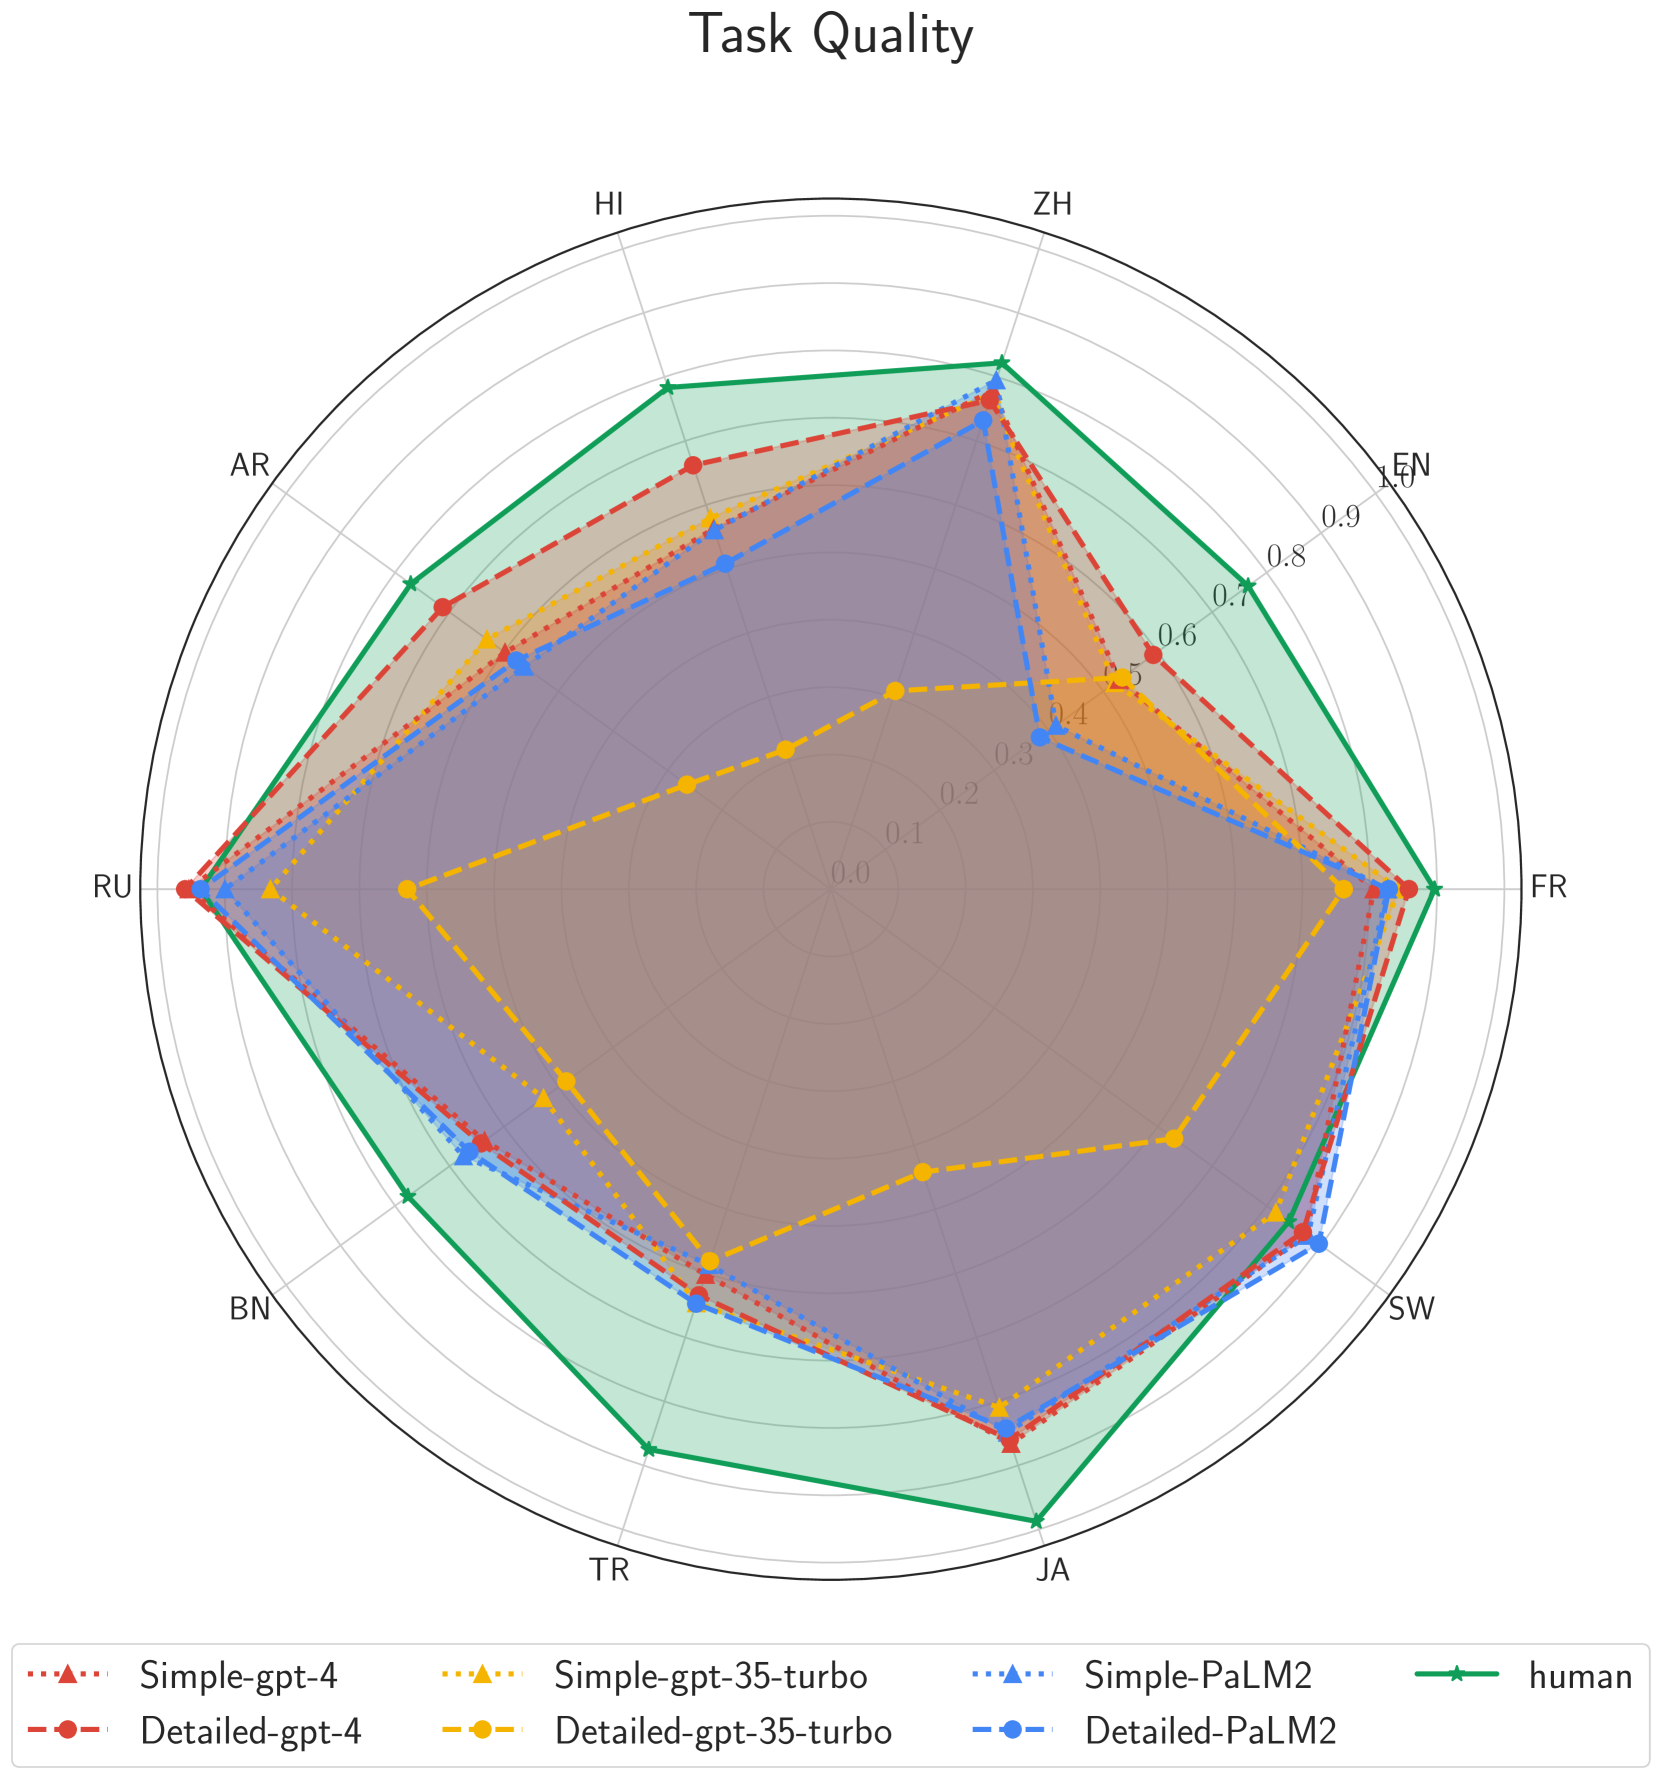 Task Quality
HI
ZH
AR
EN
1.0
0.9
0.8
0.7
0.6
0.5
0.4
0.3
0.2
0.1
0.0
RU
FR
BN
SW
TR
JA
Simple-gpt-4
Simple-gpt-35-turbo
Simple-PaLM2
human
Detailed-gpt-4
Detailed-gpt-35-turbo
Detailed-PaLM2